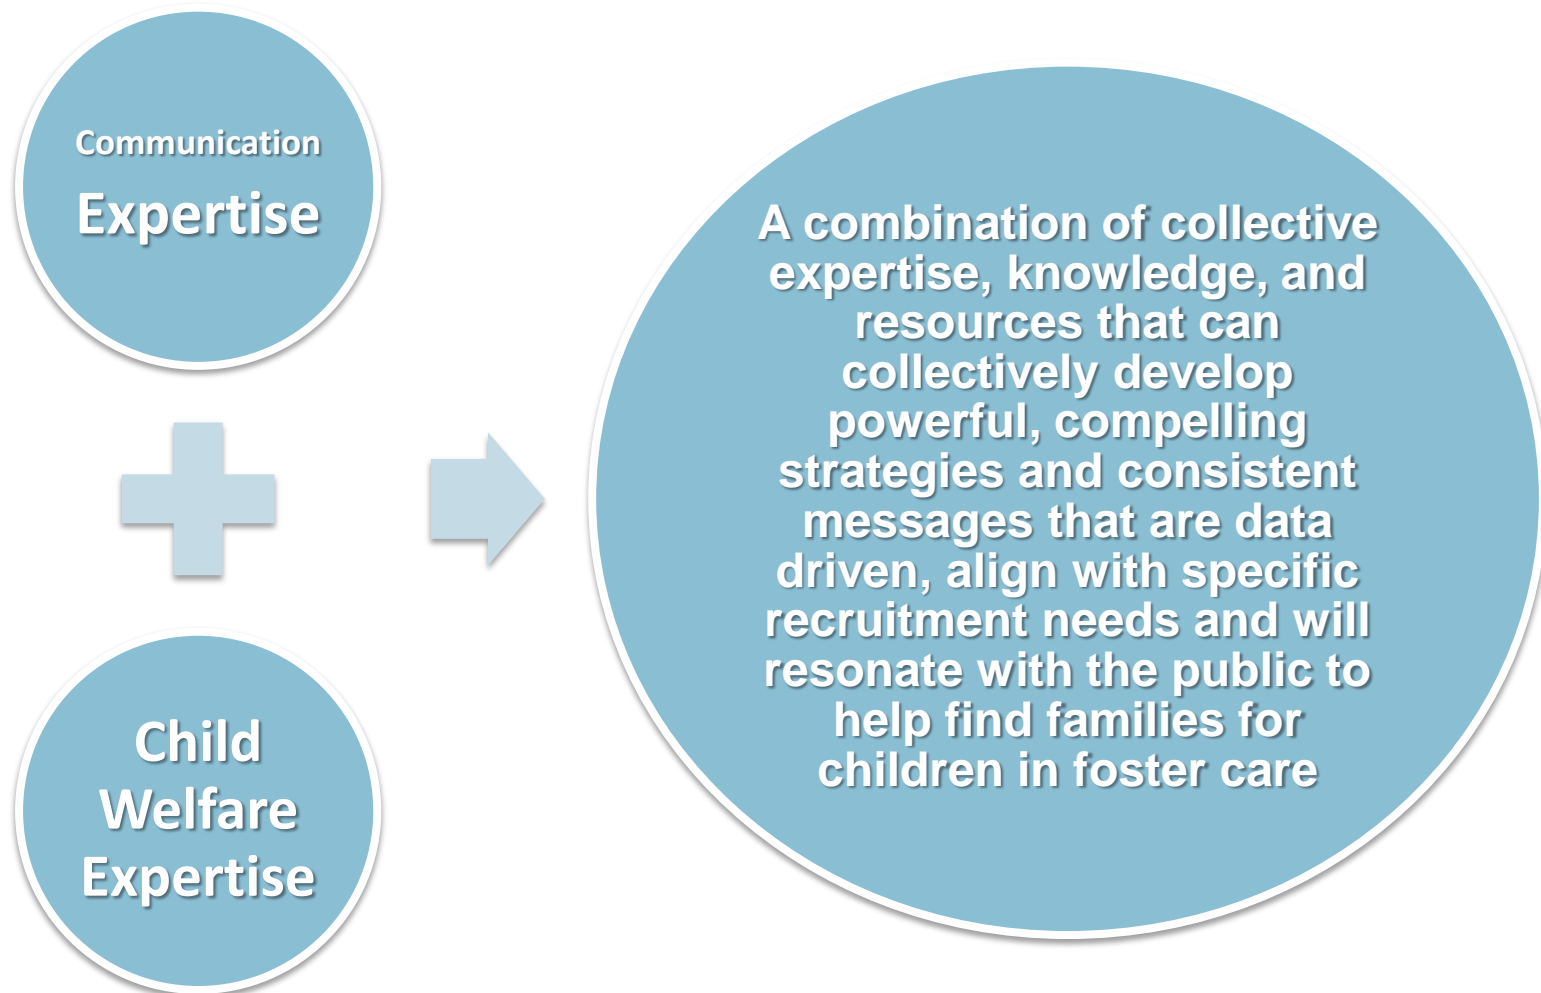 Communication
Expertise
Child
Welfare
Expertise
A combination of collective
expertise, knowledge, and
resources that can
collectively develop
powerful, compelling
strategies and consistent
messages that are data
driven, align with specific
recruitment needs and will
resonate with the public to
help find families for
children in foster care